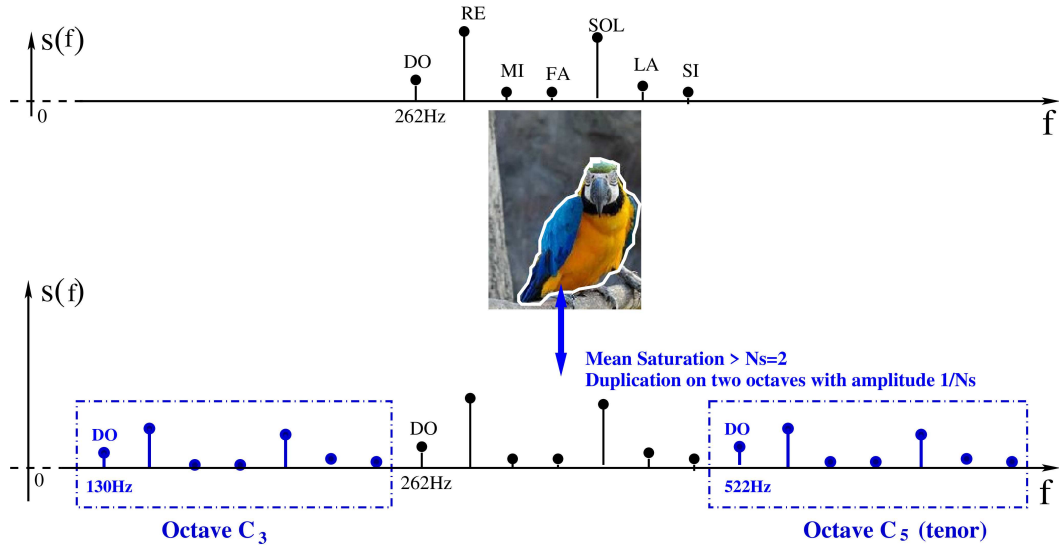 s(f)
RE
DO
MI
FA
SOL
LA
SI
0
262Hz
f
s(f)
Mean Saturation > Ns=2
Duplication on two octaves with amplitude 1/Ns
DO
DO
DO
0
130Hz
262Hz
522Hz
f
Octave C3
Octave C5 (tenor)